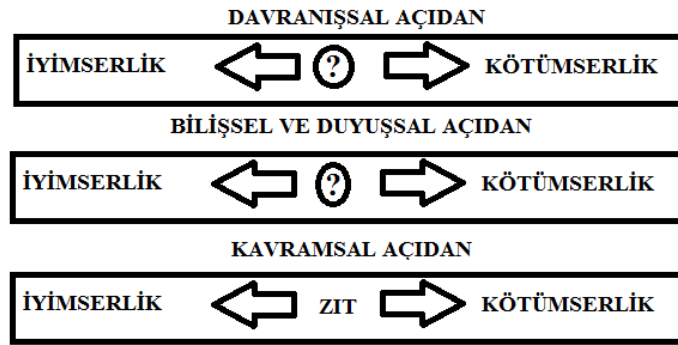 DAVRANIŞSAL AÇIDAN
İYİMSERLİK ? KÖTÜMSERLİK
BİLİŞSEL VE DUYUŞSAL AÇIDAN
İYİMSERLİK ? KÖTÜMSERLİK
KAVRAMSAL AÇIDAN
İYİMSERLİK ZIT KÖTÜMSERLİK